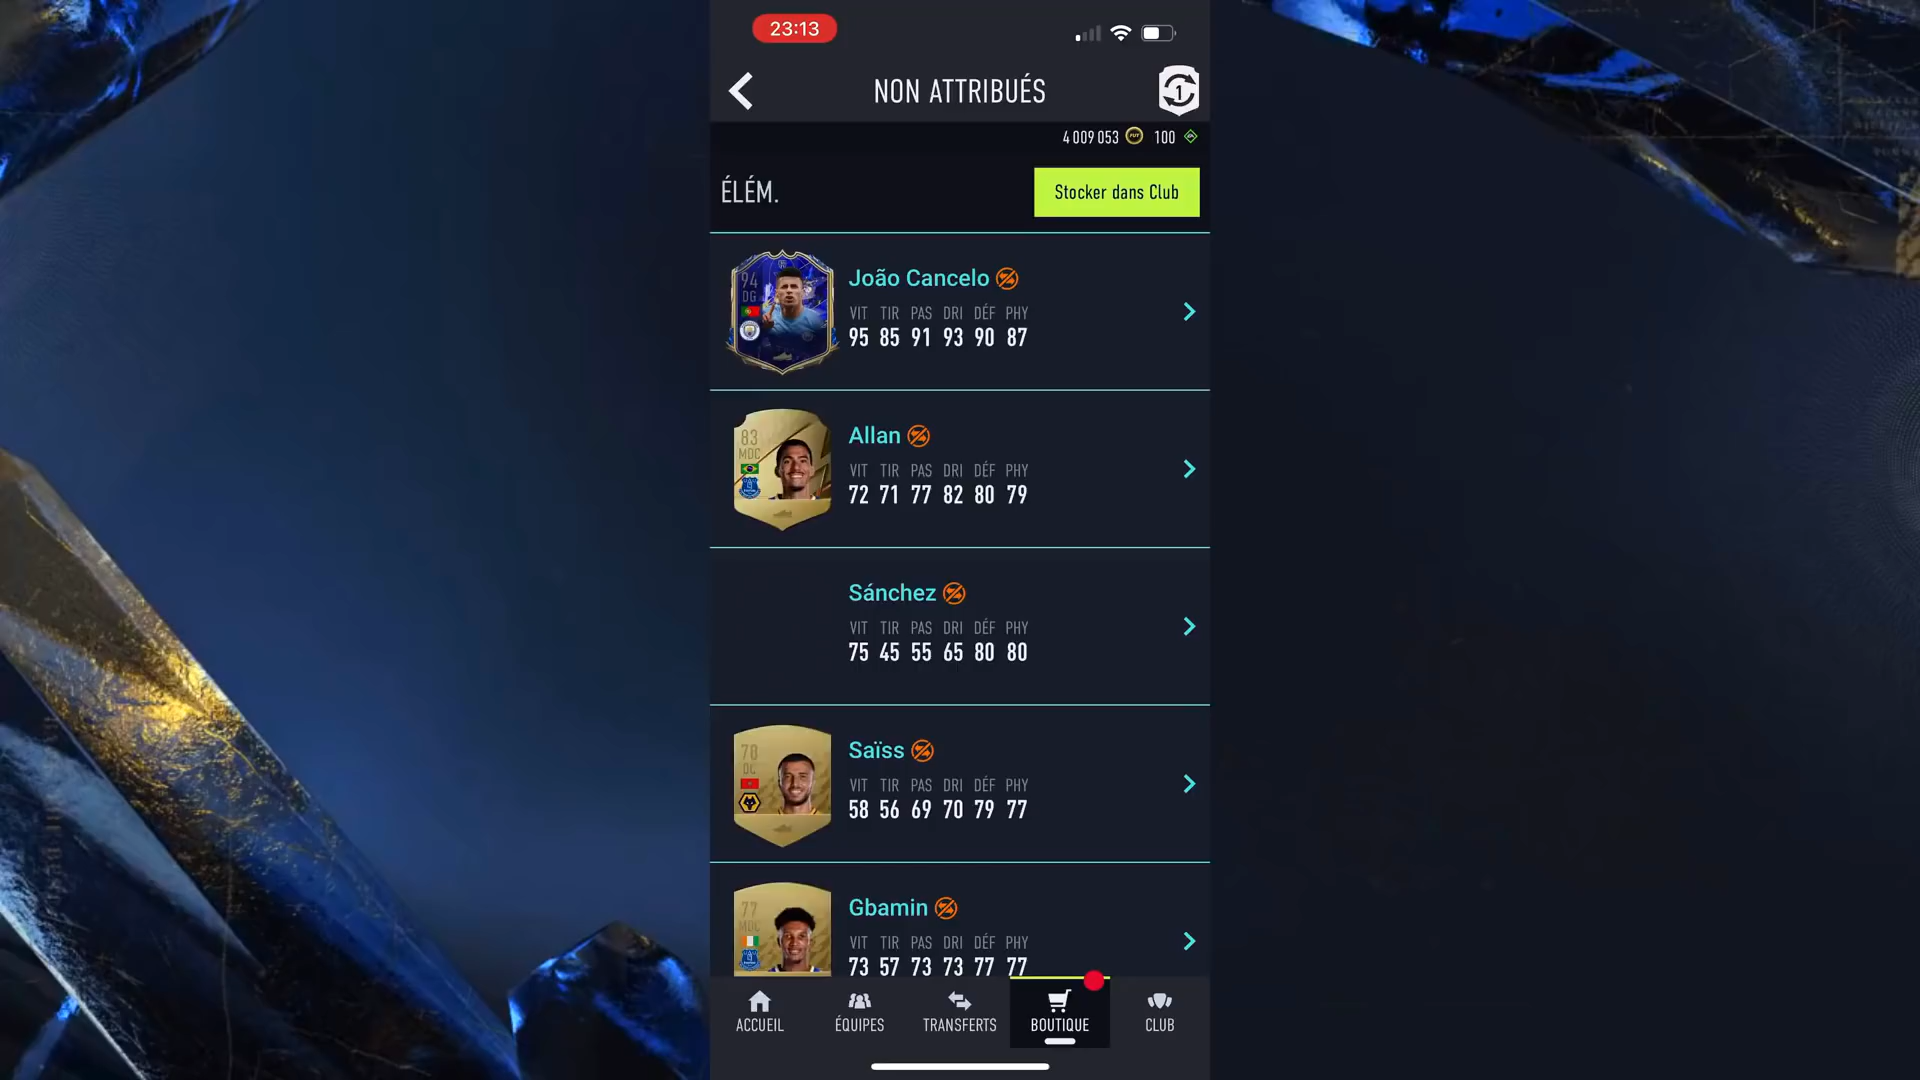 23:13
NON ATTRIBUÉS
1
4 009 053 100
ÉLÉM.
Stocker dans Club
94
DG
João Cancelo
VIT TIR PAS DRI DÉF PHY
95 85 91 93 90 87
83
MDC
Allan
VIT TIR PAS DRI DÉF PHY
72 71 77 82 80 79
Sánchez
VIT TIR PAS DRI DÉF PHY
75 45 55 65 80 80
78
DC
Saïss
VIT TIR PAS DRI DÉF PHY
58 56 69 70 79 77
77
MDC
Gbamin
VIT TIR PAS DRI DÉF PHY
73 57 73 73 77 77
ACCUEIL ÉQUIPES TRANSFERTS BOUTIQUE CLUB